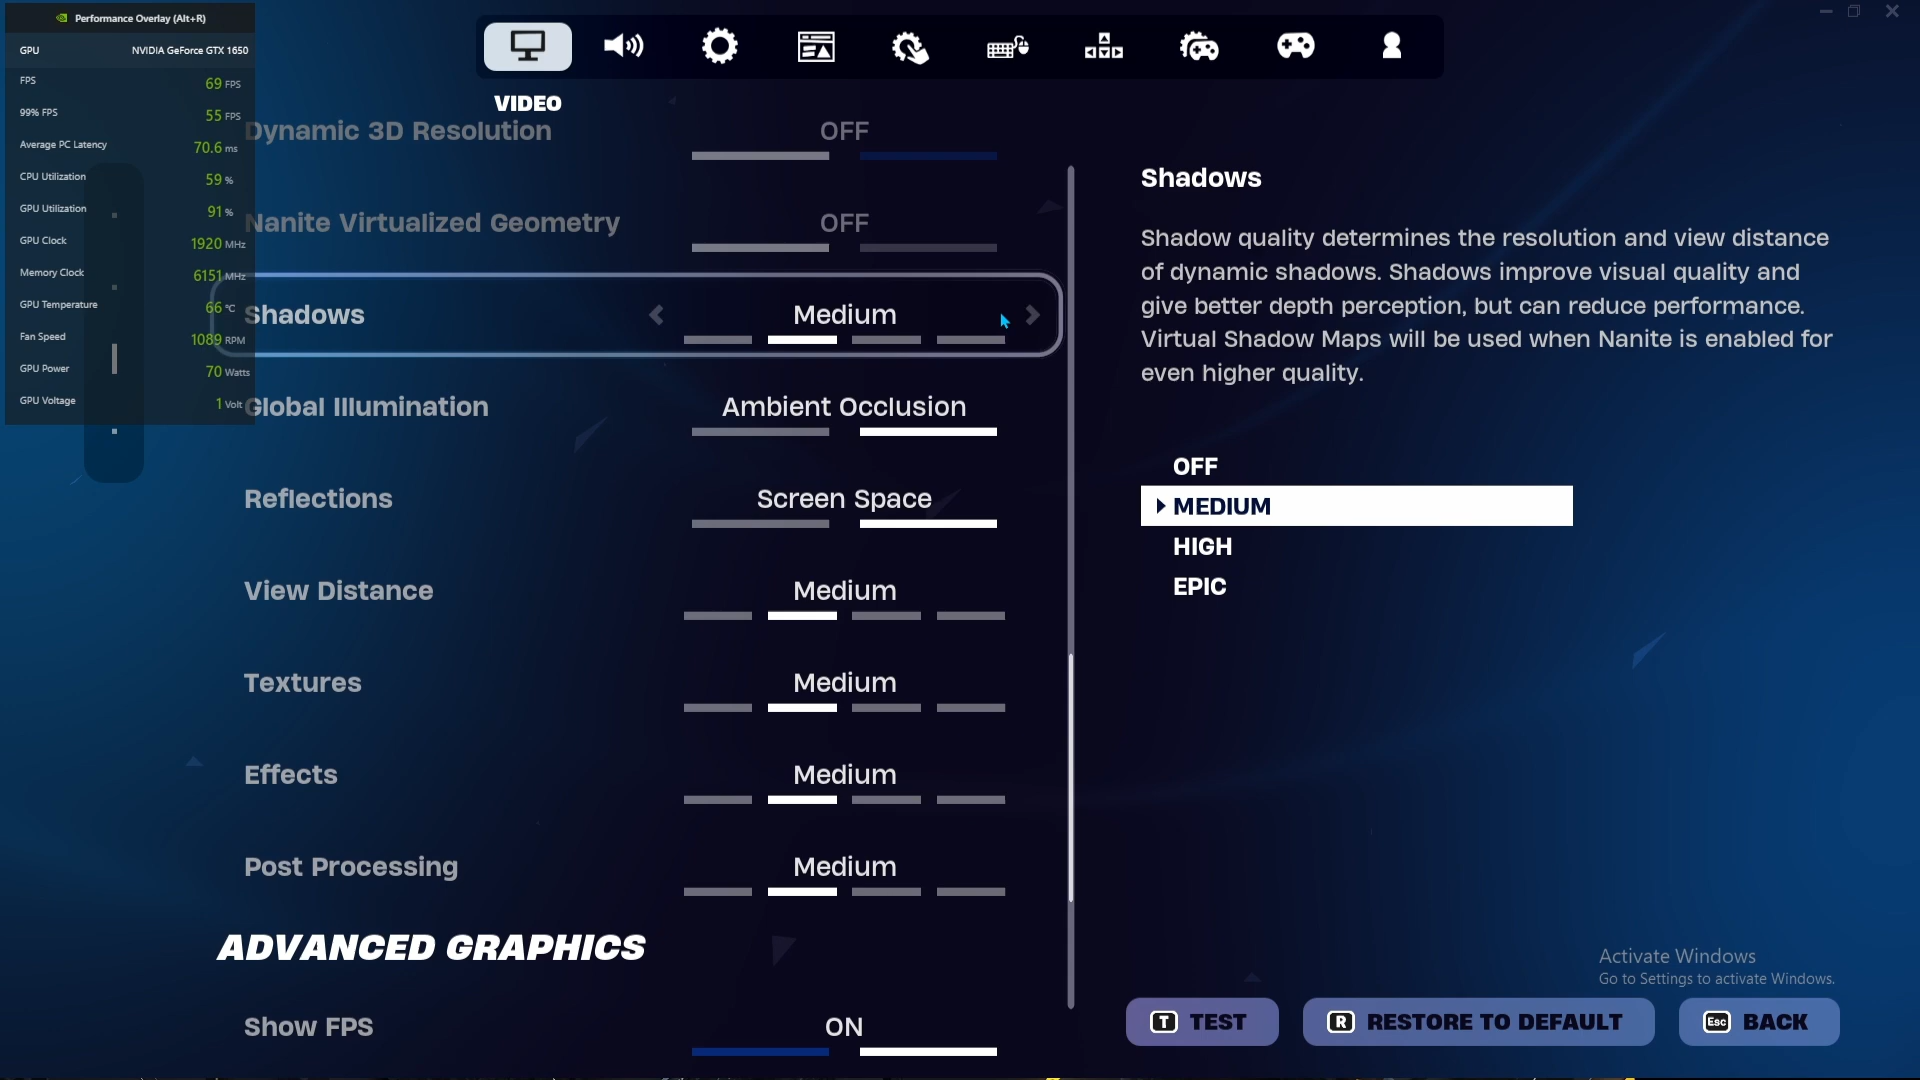 Performance Overlay (Alt+R)
GPU NVIDIA GeForce GTX 1650
FPS 69 FPS
99% FPS 55 FPS
Average PC Latency 70.6 ms
CPU Utilization 59 %
GPU Utilization 91 %
GPU Clock 1920 MHz
Memory Clock 6151 MHz
GPU Temperature 66 °C
Fan Speed 1089 RPM
GPU Power 70 Watts
GPU Voltage 1 Volt
VIDEO
Dynamic 3D Resolution OFF
Nanite Virtualized Geometry OFF
Shadows Medium
Global Illumination Ambient Occlusion
Reflections Screen Space
View Distance Medium
Textures Medium
Effects Medium
Post Processing Medium
ADVANCED GRAPHICS
Show FPS ON
Shadows
Shadow quality determines the resolution and view distance
of dynamic shadows. Shadows improve visual quality and
give better depth perception, but can reduce performance.
Virtual Shadow Maps will be used when Nanite is enabled for
even higher quality.
OFF
MEDIUM
HIGH
EPIC
Activate Windows
Go to Settings to activate Windows.
T TEST
R RESTORE TO DEFAULT
Esc BACK